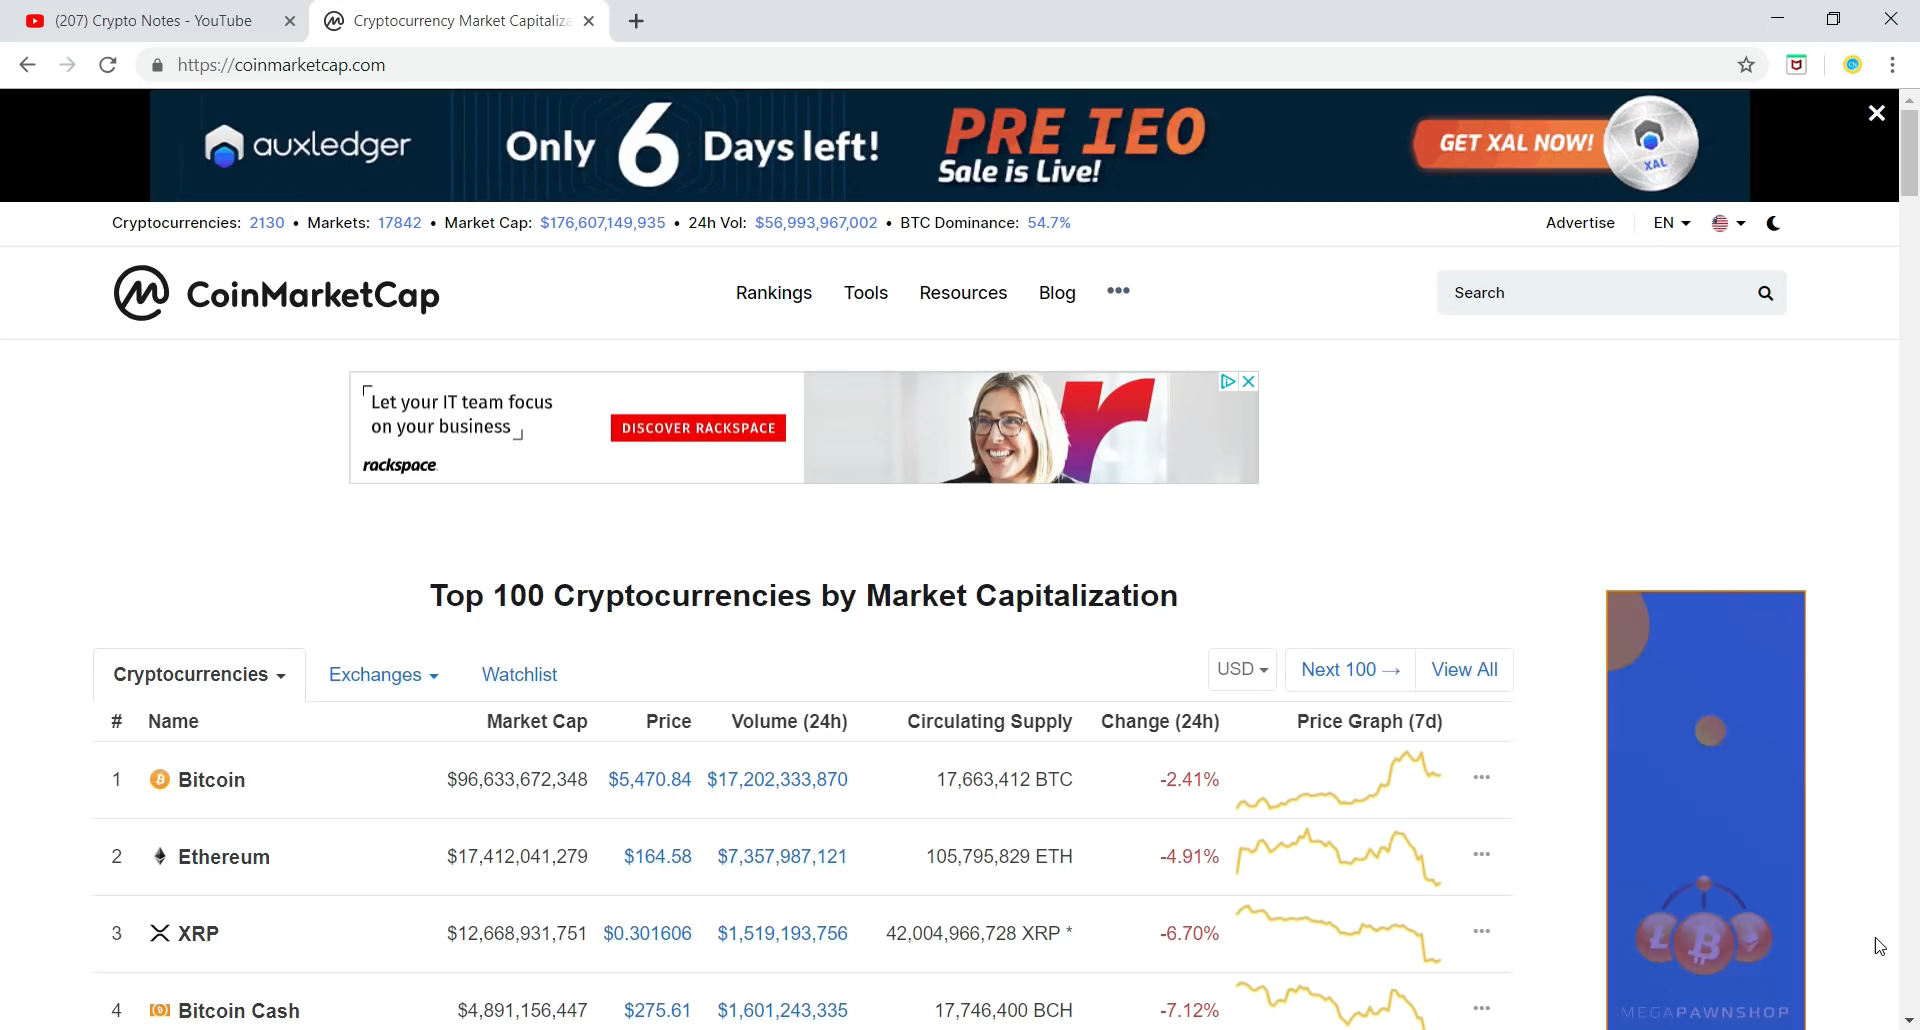 (207) Crypto Notes - YouTube
Cryptocurrency Market Capitaliza
https://coinmarketcap.com
auxledger
Only 6 Days left!
PRE IEO
Sale is Live!
GET XAL NOW!
XAL
Cryptocurrencies: 2130 • Markets: 17842 • Market Cap: $176,607,149,935 • 24h Vol: $56,993,967,002 • BTC Dominance: 54.7%
Advertise EN
CoinMarketCap
Rankings Tools Resources Blog •••
Search
Let your IT team focus
on your business
DISCOVER RACKSPACE
rackspace.
Top 100 Cryptocurrencies by Market Capitalization
Cryptocurrencies Exchanges Watchlist USD Next 100 → View All
# Name Market Cap Price Volume (24h) Circulating Supply Change (24h) Price Graph (7d)
1 Bitcoin $96,633,672,348 $5,470.84 $17,202,333,870 17,663,412 BTC -2.41%
2 Ethereum $17,412,041,279 $164.58 $7,357,987,121 105,795,829 ETH -4.91%
3 XRP $12,668,931,751 $0.301606 $1,519,193,756 42,004,966,728 XRP * -6.70%
4 Bitcoin Cash $4,891,156,447 $275.61 $1,601,243,335 17,746,400 BCH -7.12%
MEGAPAWNSHOP